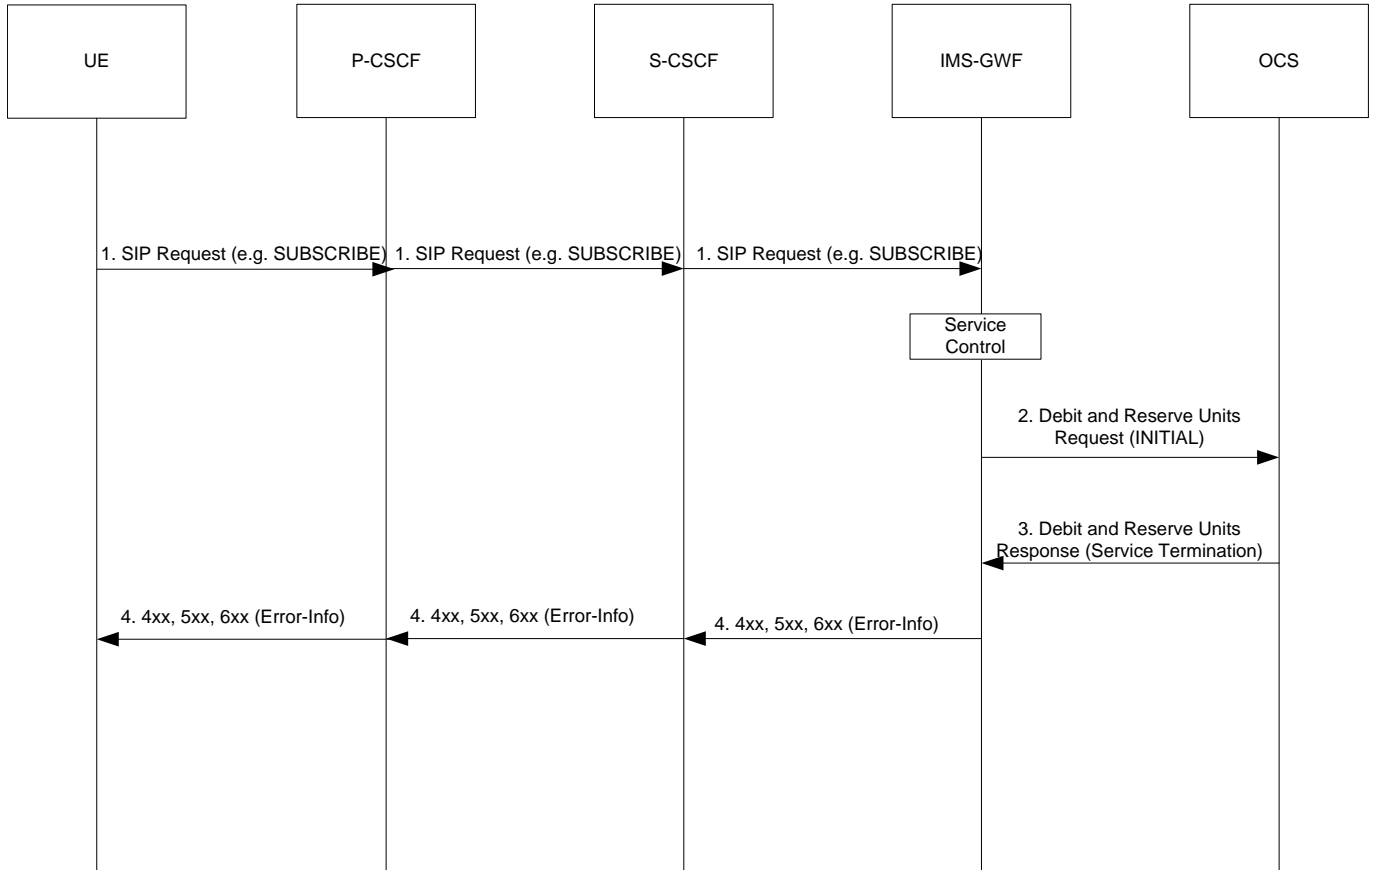 UE
P-CSCF
S-CSCF
IMS-GWF
OCS
1. SIP Request (e.g. SUBSCRIBE)
1. SIP Request (e.g. SUBSCRIBE)
1. SIP Request (e.g. SUBSCRIBE)
Service
Control
2. Debit and Reserve Units
Request (INITIAL)
3. Debit and Reserve Units
Response (Service Termination)
4. 4xx, 5xx, 6xx (Error-Info)
4. 4xx, 5xx, 6xx (Error-Info)
4. 4xx, 5xx, 6xx (Error-Info)